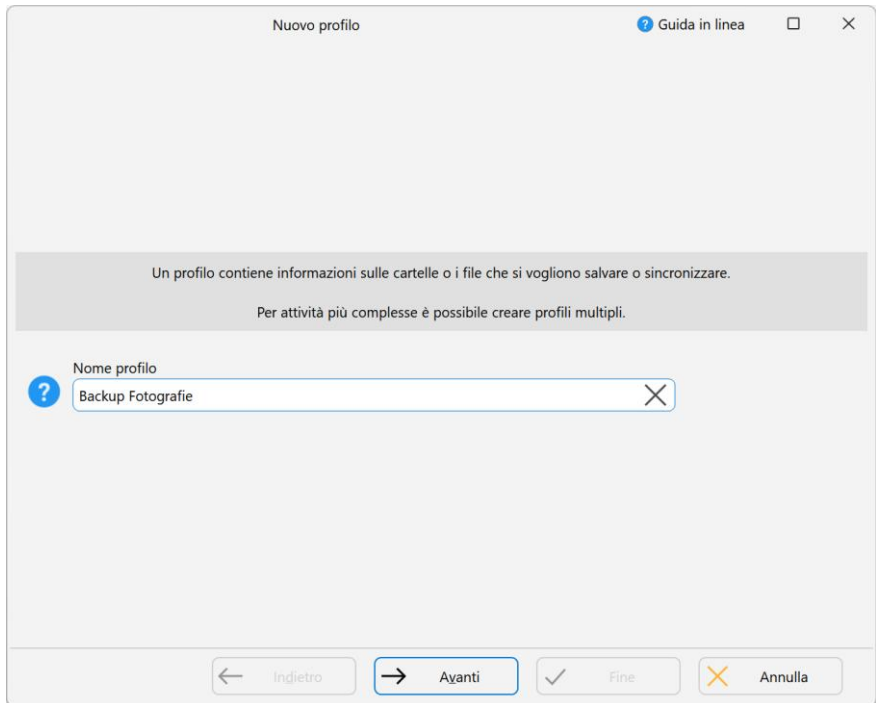 Nuovo profilo
? Guida in linea
Un profilo contiene informazioni sulle cartelle o i file che si vogliono salvare o sincronizzare.
Per attività più complesse è possibile creare profili multipli.
Nome profilo
?
Backup Fotografie
Indietro
Avanti
Fine
Annulla